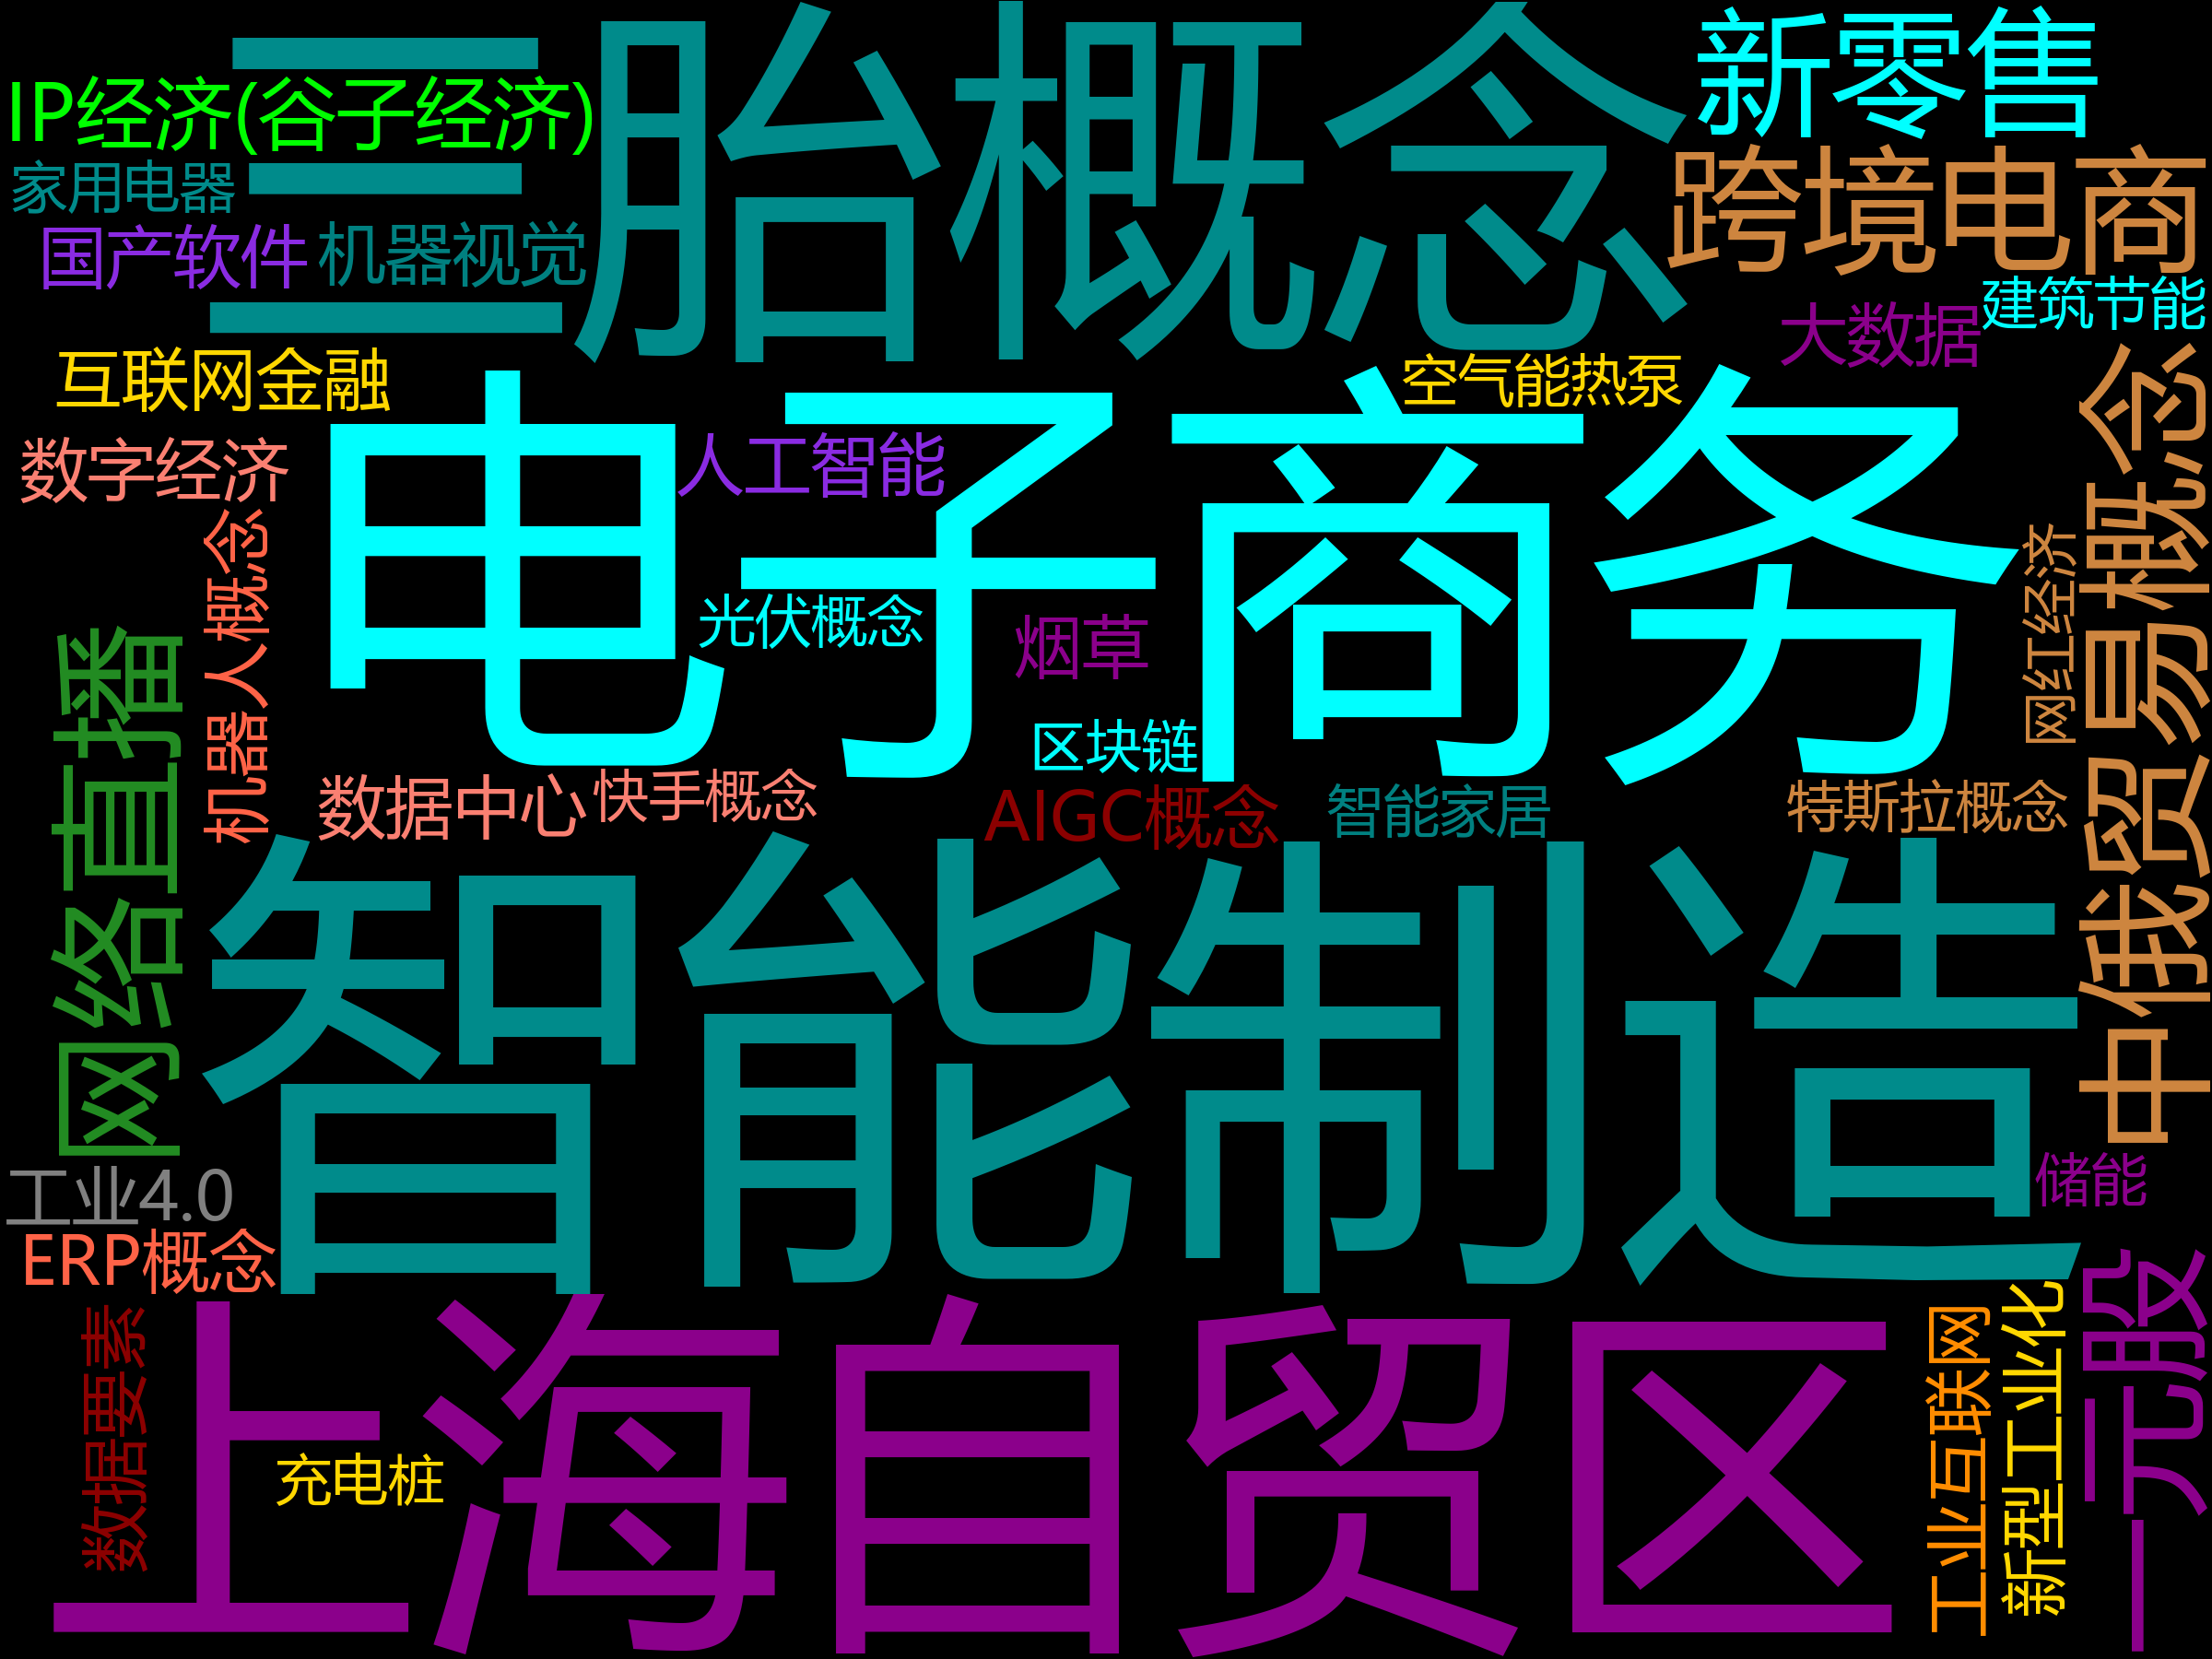 三胎概念
新零售
IP经济(谷子经济)
跨境电商
家用电器
国产软件
机器视觉
建筑节能
大数据
互联网金融
空气能热泵
中俄贸易概念
电子商务
数字经济
人工智能
机器人概念
网红经济
光伏概念
烟草
网络直播
区块链
数据中心
快手概念
AIGC概念
智能家居
特斯拉概念
智能制造
储能
工业4.0
ERP概念
一元股
新型工业化
上海自贸区
数据要素
工业互联网
充电桩